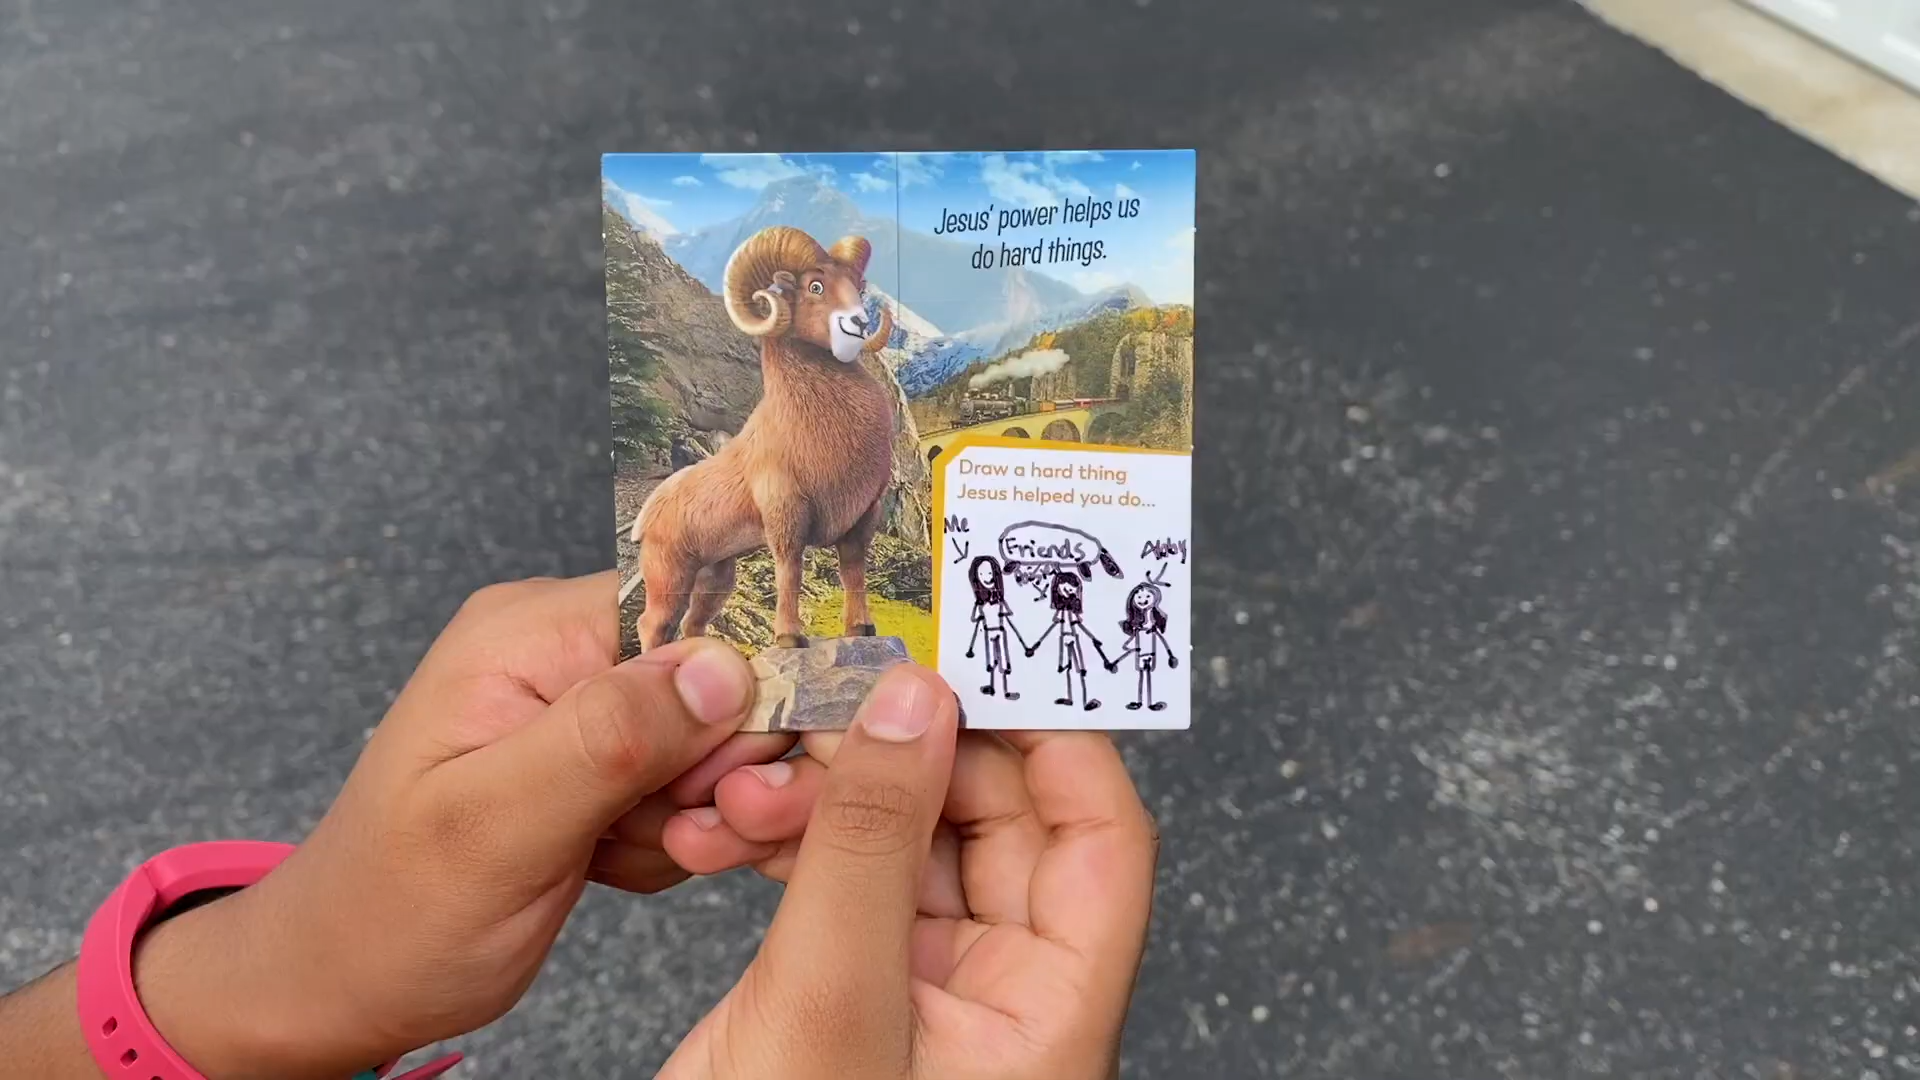 Jesus' power helps us
do hard things.
Draw a hard thing
Jesus helped you do...
Me
Friends
Abby